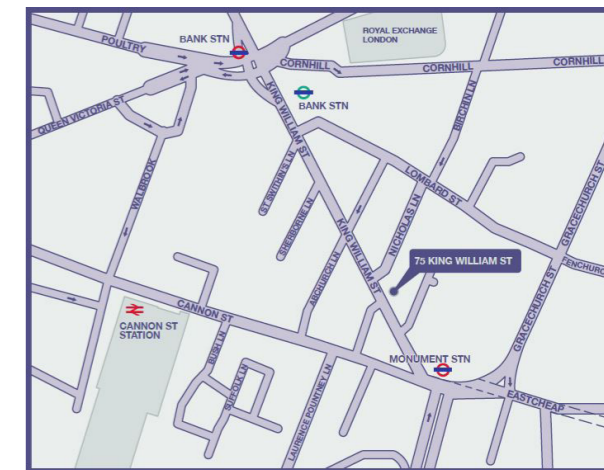 BANK STN
POULTRY
ROYAL EXCHANGE
LONDON
CORNHILL
CORNHILL
CORNHILL
BANK STN
QUEEN VICTORIA ST
KING WILLIAM ST
BIRCHIN LN
WALBROOK
ST SWITHIN'S LN
LOMBARD ST
GRACECHURCH ST
SHERBORNE LN
NICHOLAS LN
KING WILLIAM ST
75 KING WILLIAM ST
FENCHURCH
ABCHURCH LN
CANNON ST
GRACECHURCH ST
CANNON ST
STATION
BUSH LN
MONUMENT STN
SUFFOLK LN
EASTCHEAP
LAURENCE POUNTNEY LN